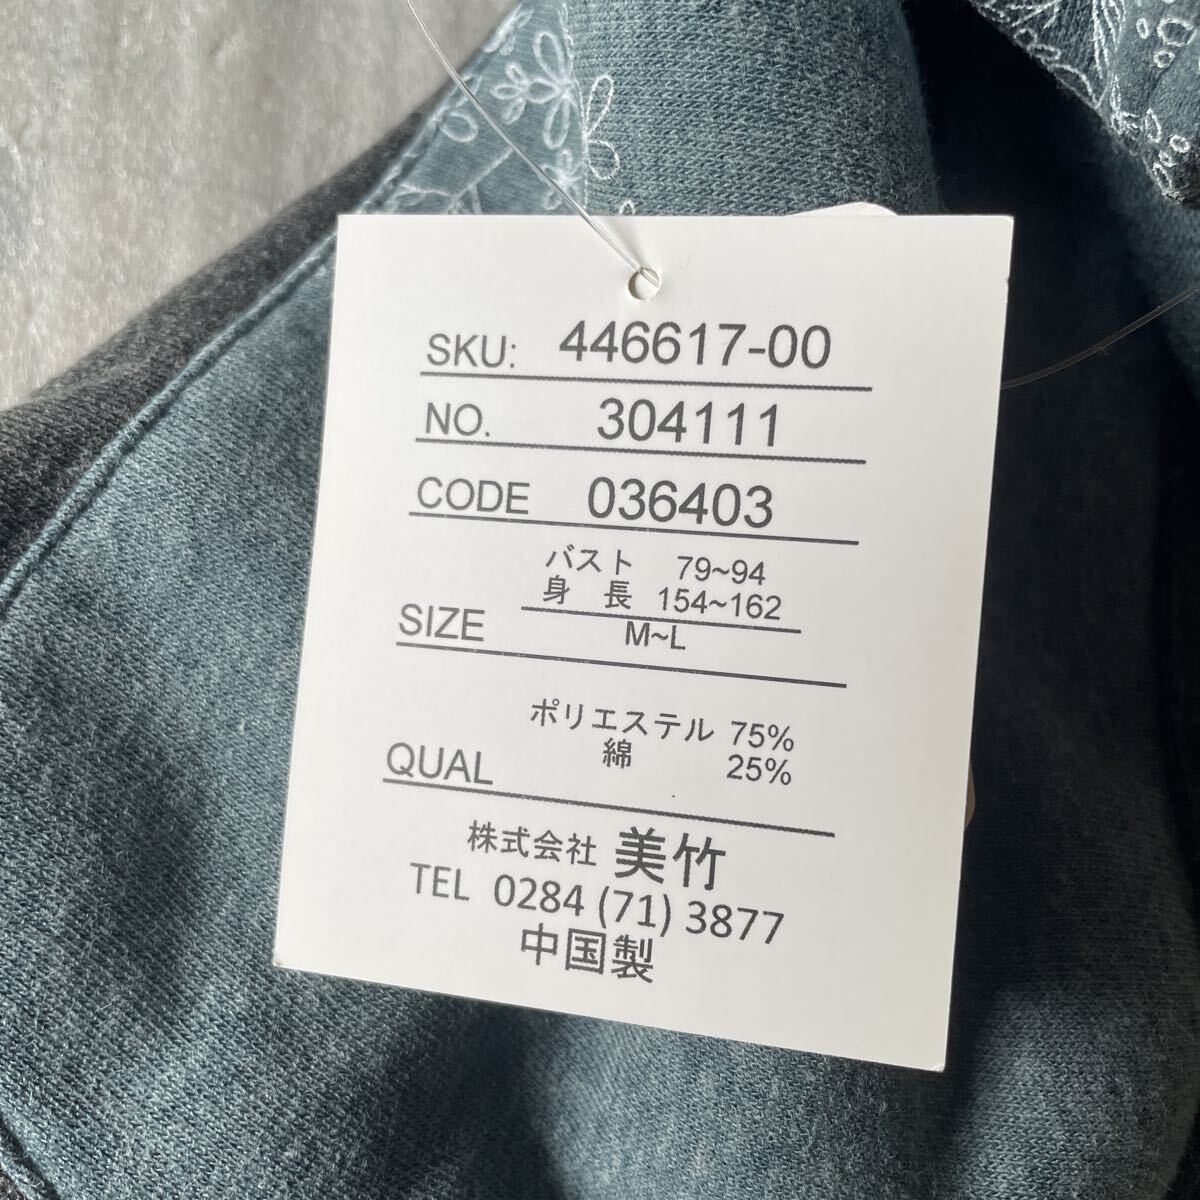 SKU: 446617-00
NO. 304111
CODE 036403
バスト 79~94
身 長 154~162
SIZE M~L
ポリエステル 75%
綿 25%
QUAL
株式会社 美竹
TEL 0284 (71) 3877
中国製